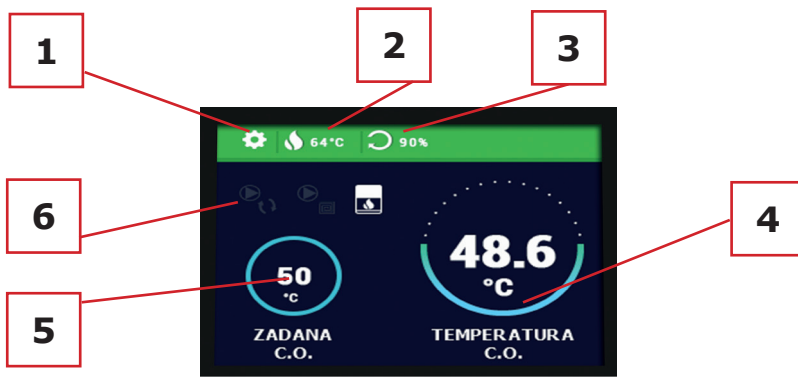 1
2
3
64°C
90%
6
4
5
50
°C
48.6
°C
ZADANA
C.O.
TEMPERATURA
C.O.